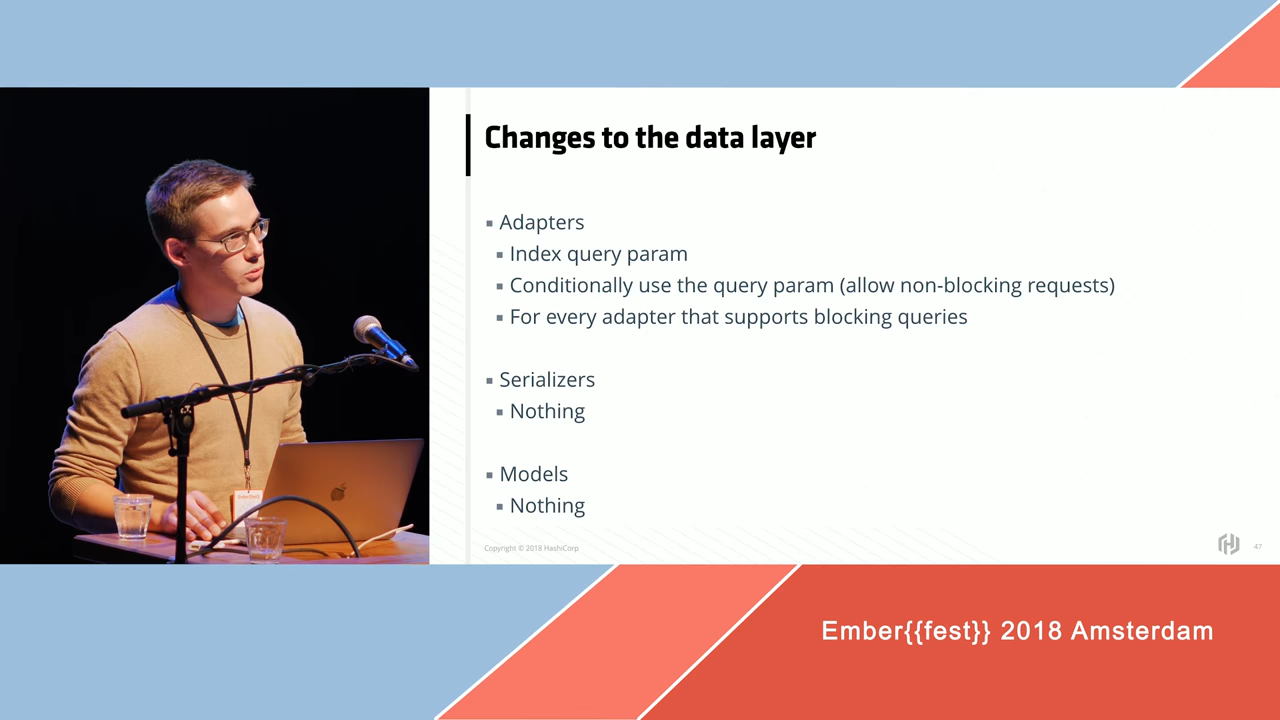 Changes to the data layer
▪ Adapters
▪ Index query param
▪ Conditionally use the query param (allow non-blocking requests)
▪ For every adapter that supports blocking queries
▪ Serializers
▪ Nothing
▪ Models
▪ Nothing
Copyright © 2018 HashiCorp
47
Ember{{fest}} 2018 Amsterdam